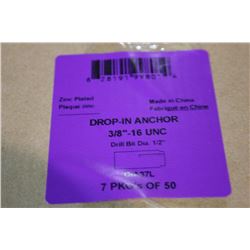 Zinc Plated
Plaqué zinc
Made in China
Fabriqué en Chine
DROP-IN ANCHOR
3/8"-16 UNC
Drill Bit Dia. 1/2"
7 PKG's OF 50